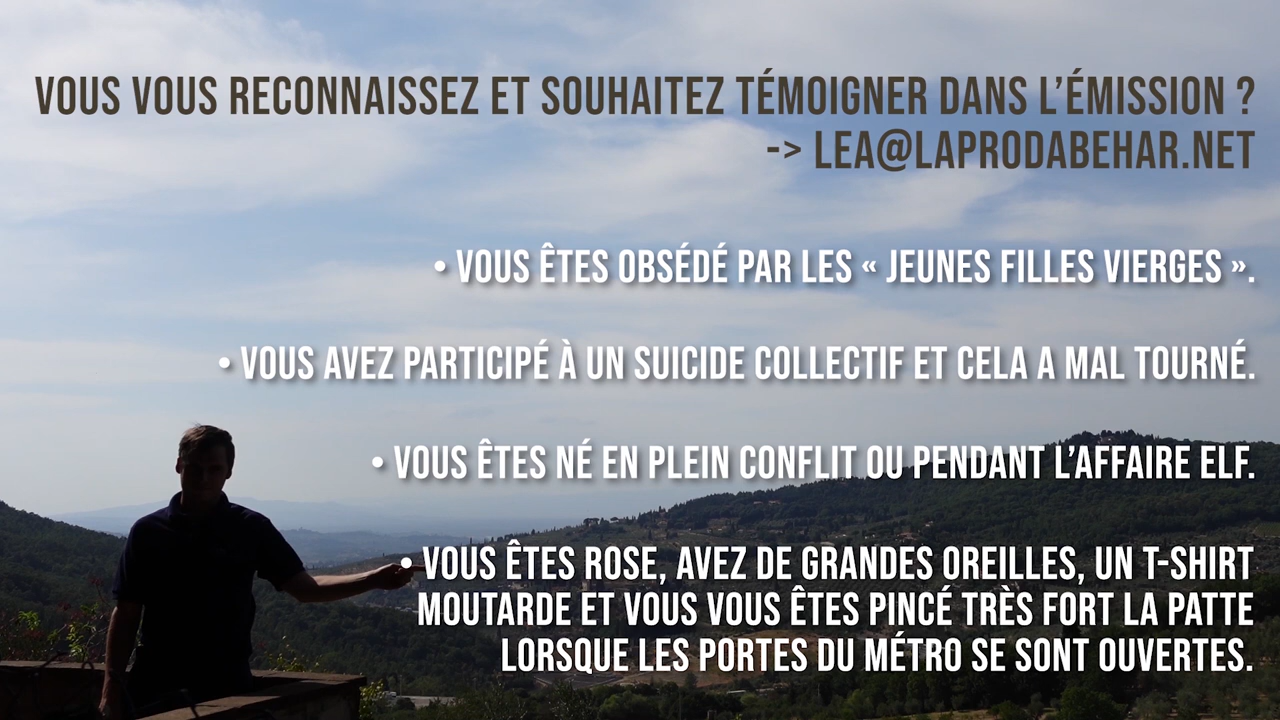 VOUS VOUS RECONNAISSEZ ET SOUHAITEZ TÉMOIGNER DANS L’ÉMISSION ?
-> LEA@LAPRODABEHAR.NET
• VOUS ÊTES OBSÉDÉ PAR LES « JEUNES FILLES VIERGES ».
• VOUS AVEZ PARTICIPÉ À UN SUICIDE COLLECTIF ET CELA A MAL TOURNÉ.
• VOUS ÊTES NÉ EN PLEIN CONFLIT OU PENDANT L’AFFAIRE ELF.
• VOUS ÊTES ROSE, AVEZ DE GRANDES OREILLES, UN T-SHIRT
MOUTARDE ET VOUS VOUS ÊTES PINCÉ TRÈS FORT LA PATTE
LORSQUE LES PORTES DU MÉTRO SE SONT OUVERTES.